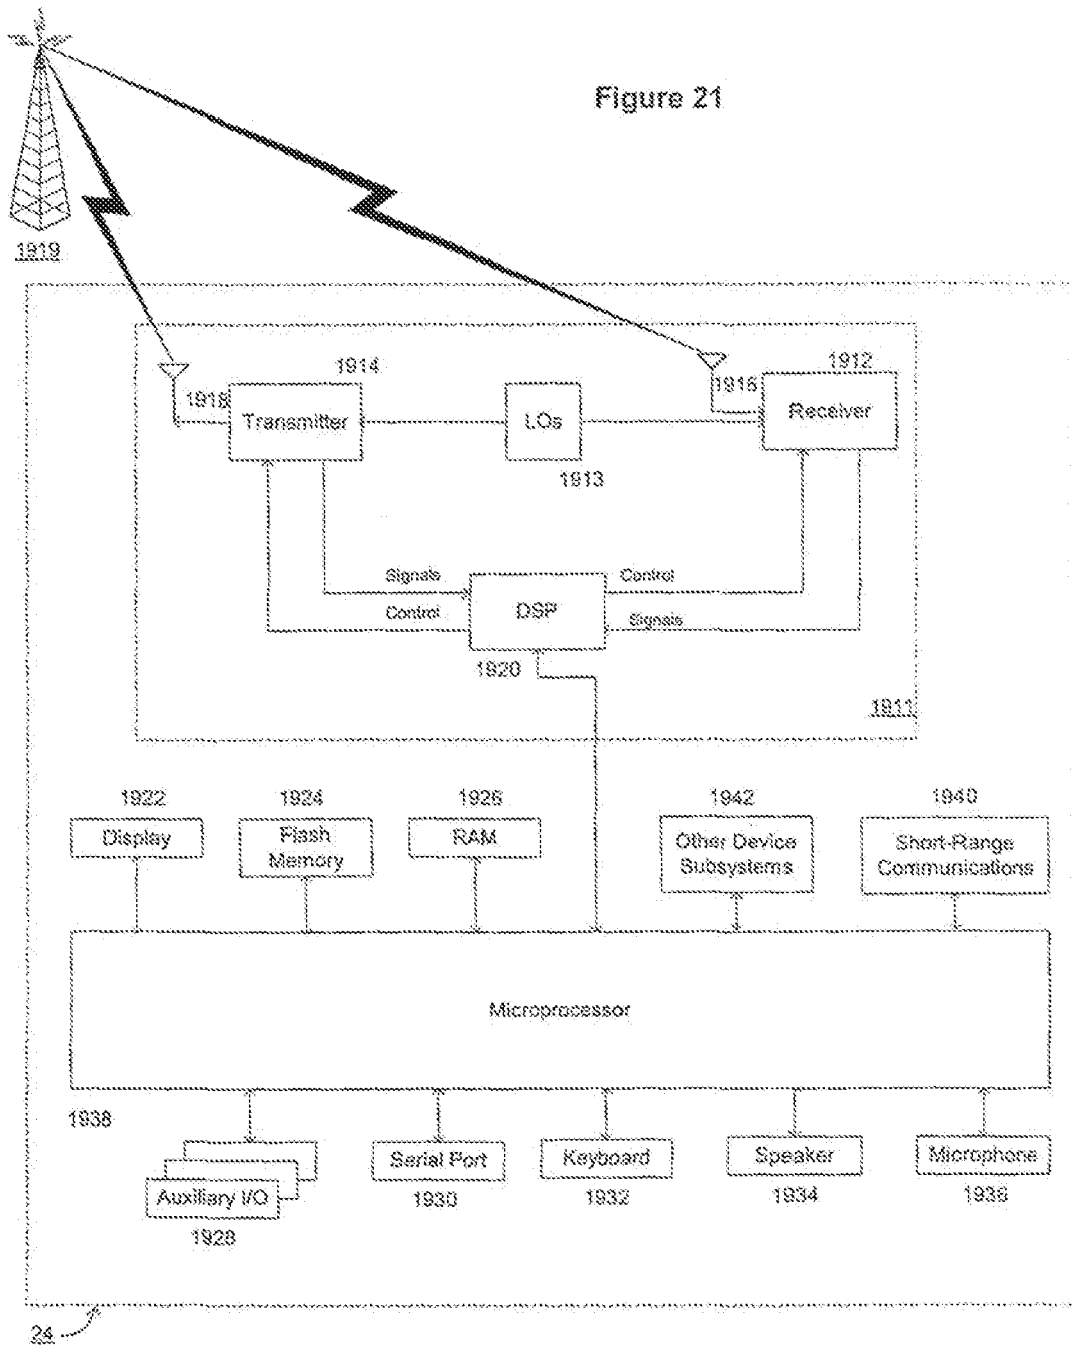 Figure 21
1919
1914
1912
1918
1916
Transmitter
LOs
Receiver
1913
Signals
Control
Control
DSP
Signals
1920
1911
1922
1924
1926
1942
1940
Display
Flash
Memory
RAM
Other Device
Subsystems
Short-Range
Communications
Microprocessor
1938
Auxiliary I/O
Serial Port
Keyboard
Speaker
Microphone
1928
1930
1932
1934
1936
24